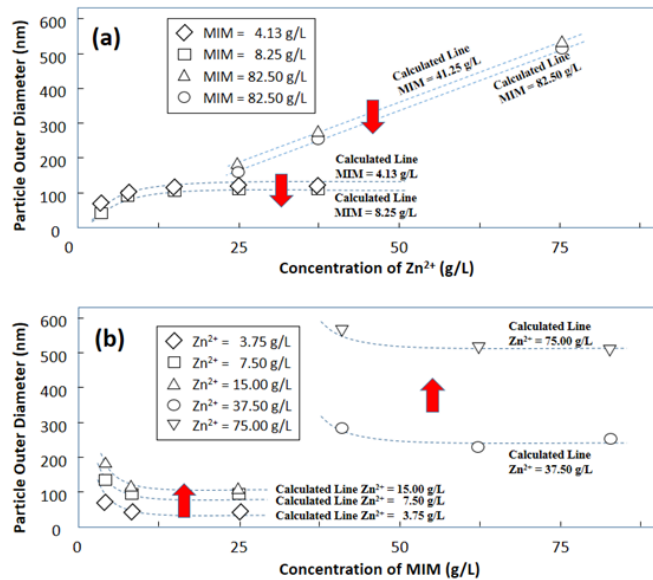 (a)
MIM = 4.13 g/L
MIM = 8.25 g/L
MIM = 82.50 g/L
MIM = 82.50 g/L
Calculated Line
MIM = 41.25 g/L
Calculated Line
MIM = 82.50 g/L
Calculated Line
MIM = 4.13 g/L
Calculated Line
MIM = 8.25 g/L
Particle Outer Diameter (nm)
600
500
400
300
200
100
0
0 25 50 75
Concentration of Zn²⁺ (g/L)
(b)
Zn²⁺ = 3.75 g/L
Zn²⁺ = 7.50 g/L
Zn²⁺ = 15.00 g/L
Zn²⁺ = 37.50 g/L
Zn²⁺ = 75.00 g/L
Calculated Line
Zn²⁺ = 75.00 g/L
Calculated Line
Zn²⁺ = 37.50 g/L
Calculated Line Zn²⁺ = 15.00 g/L
Calculated Line Zn²⁺ = 7.50 g/L
Calculated Line Zn²⁺ = 3.75 g/L
Particle Outer Diameter (nm)
600
500
400
300
200
100
0
0 25 50 75
Concentration of MIM (g/L)